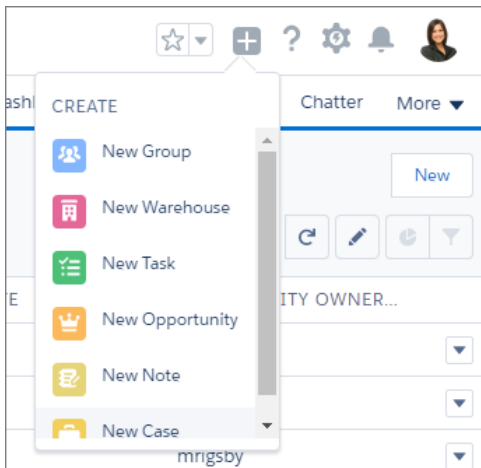 ashl
CREATE
Chatter
More
New Group
New
New Warehouse
New Task
TE
ITY OWNER...
New Opportunity
New Note
New Case
mrigsby